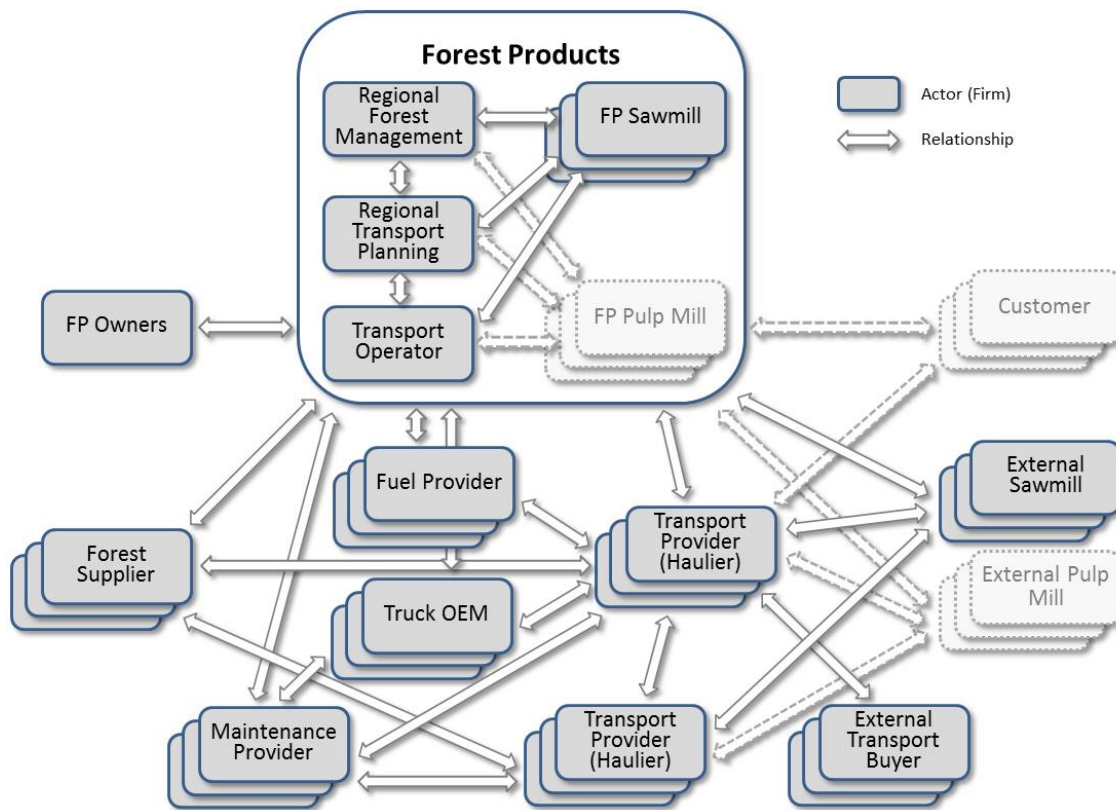 Forest Products
Regional
Forest
Management
FP Sawmill
Actor (Firm)
Relationship
Regional
Transport
Planning
FP Owners
Transport
Operator
FP Pulp Mill
Customer
Fuel Provider
External
Sawmill
Forest
Supplier
Transport
Provider
(Haulier)
Truck OEM
External Pulp
Mill
Maintenance
Provider
Transport
Provider
(Haulier)
External
Transport
Buyer